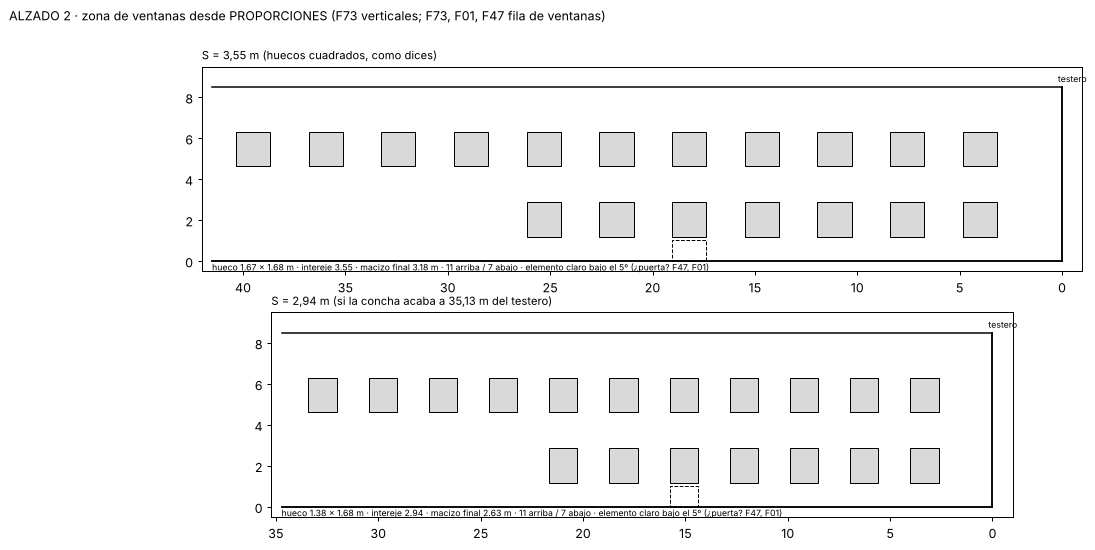 ALZADO 2 · zona de ventanas desde PROPORCIONES (F73 verticales; F73, F01, F47 fila de ventanas)
S = 3,55 m (huecos cuadrados, como dices)
testero
8
6
4
2
0
hueco 1.67 × 1.68 m · intereje 3.55 · macizo final 3.18 m · 11 arriba / 7 abajo · elemento claro bajo el 5º (¿puerta? F47, F01)
40 35 30 25 20 15 10 5 0
S = 2,94 m (si la concha acaba a 35,13 m del testero)
testero
8
6
4
2
0
hueco 1.38 × 1.68 m · intereje 2.94 · macizo final 2.63 m · 11 arriba / 7 abajo · elemento claro bajo el 5º (¿puerta? F47, F01)
35 30 25 20 15 10 5 0